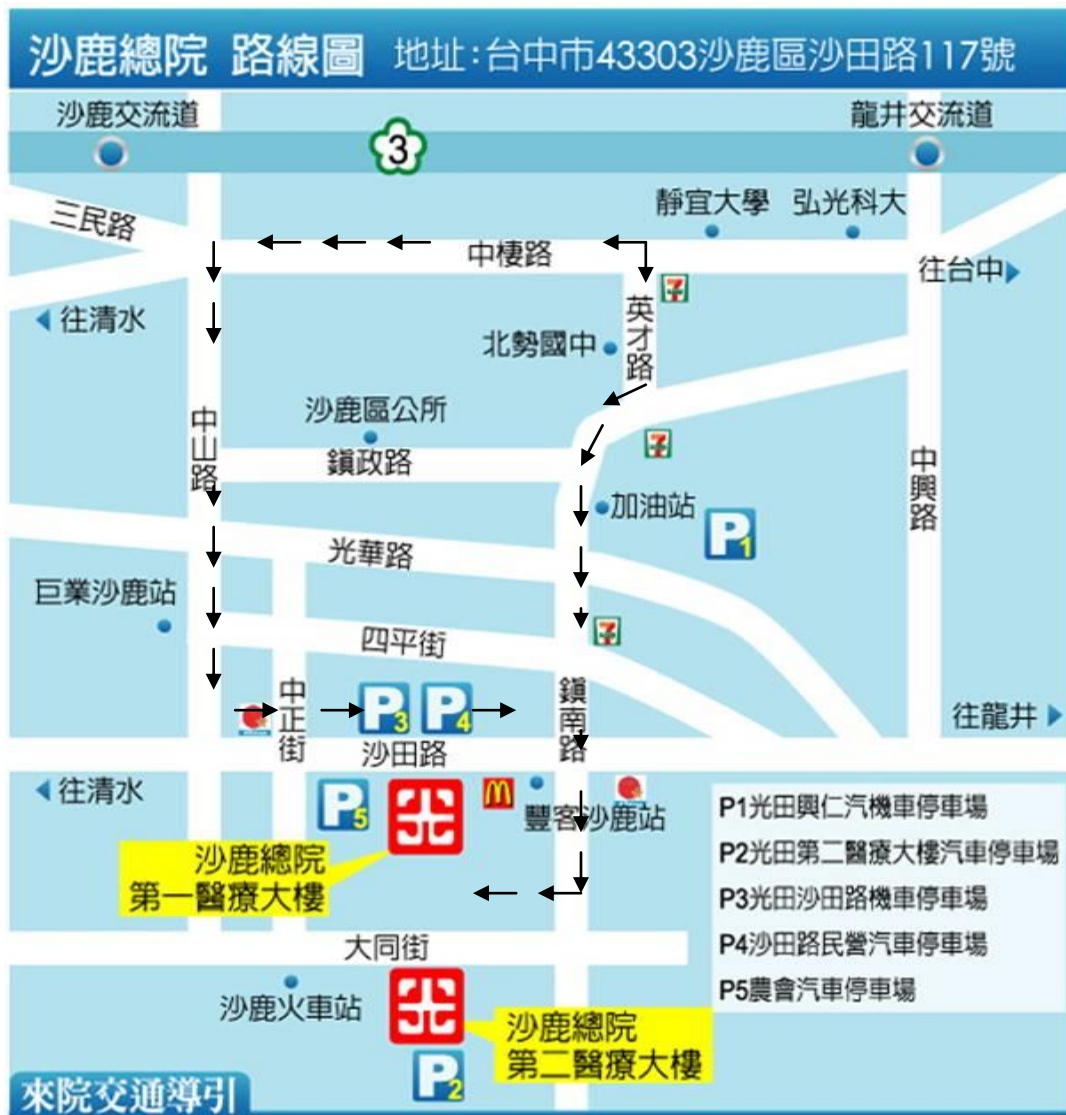 沙鹿總院 路線圖 地址:台中市43303沙鹿區沙田路117號
沙鹿交流道
龍井交流道
3
三民路
靜宜大學
弘光科大
中棲路
往台中
7
往清水
英才路
北勢國中
沙鹿區公所
中山路
鎮政路
7
中興路
加油站
P1
光華路
巨業沙鹿站
7
四平街
中正街
P3
P4
鎮南路
往龍井
沙田路
往清水
P5
豐客沙鹿站
沙鹿總院
第一醫療大樓
P1光田興仁汽機車停車場
P2光田第二醫療大樓汽車停車場
P3光田沙田路機車停車場
P4沙田路民營汽車停車場
P5農會汽車停車場
大同街
沙鹿火車站
沙鹿總院
第二醫療大樓
P2
來院交通導引